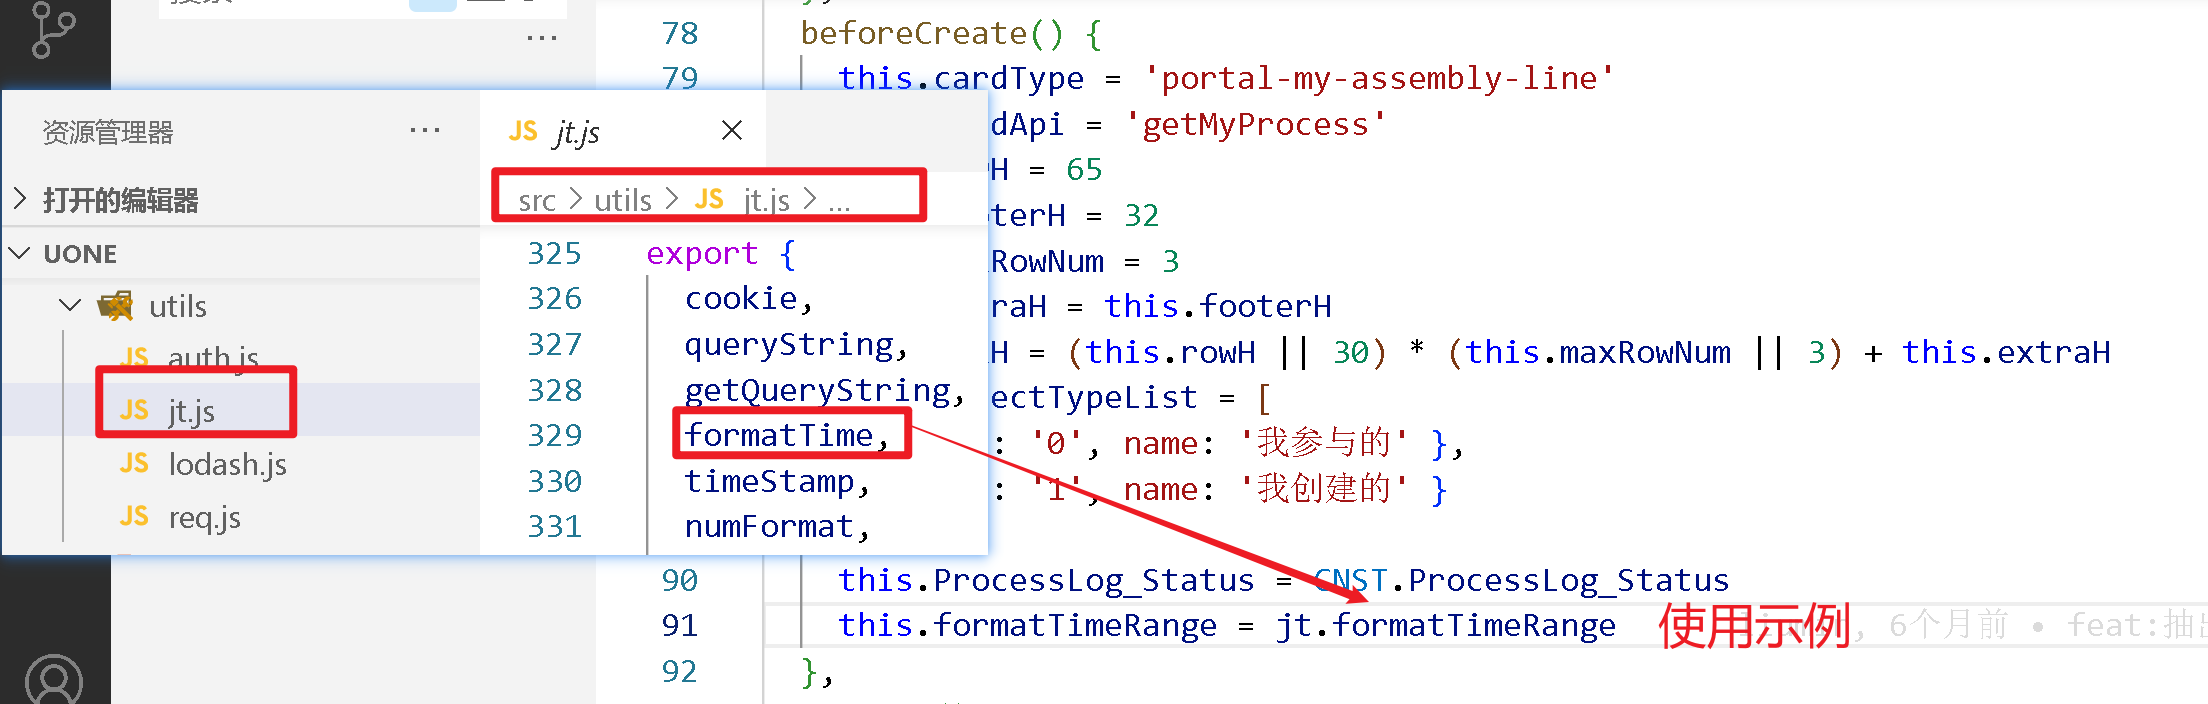 78 beforeCreate() {
79 this.cardType = 'portal-my-assembly-line'
dApi = 'getMyProcess'
H = 65
terH = 32
RowNum = 3
raH = this.footerH
H = (this.rowH || 30) * (this.maxRowNum || 3) + this.extraH
ectTypeList = [
: '0', name: '我参与的' },
: '1', name: '我创建的' }
资源管理器 ···
打开的编辑器
UONE
utils
JS auth.js
JS jt.js
JS lodash.js
JS req.js
JS jt.js
src > utils > JS jt.js > ...
325 export {
326 cookie,
327 queryString,
328 getQueryString,
329 formatTime,
330 timeStamp,
331 numFormat,
90 this.ProcessLog_Status = CNST.ProcessLog_Status
91 this.formatTimeRange = jt.formatTimeRange
使用示例
, 6个月前 • feat:抽
92 },